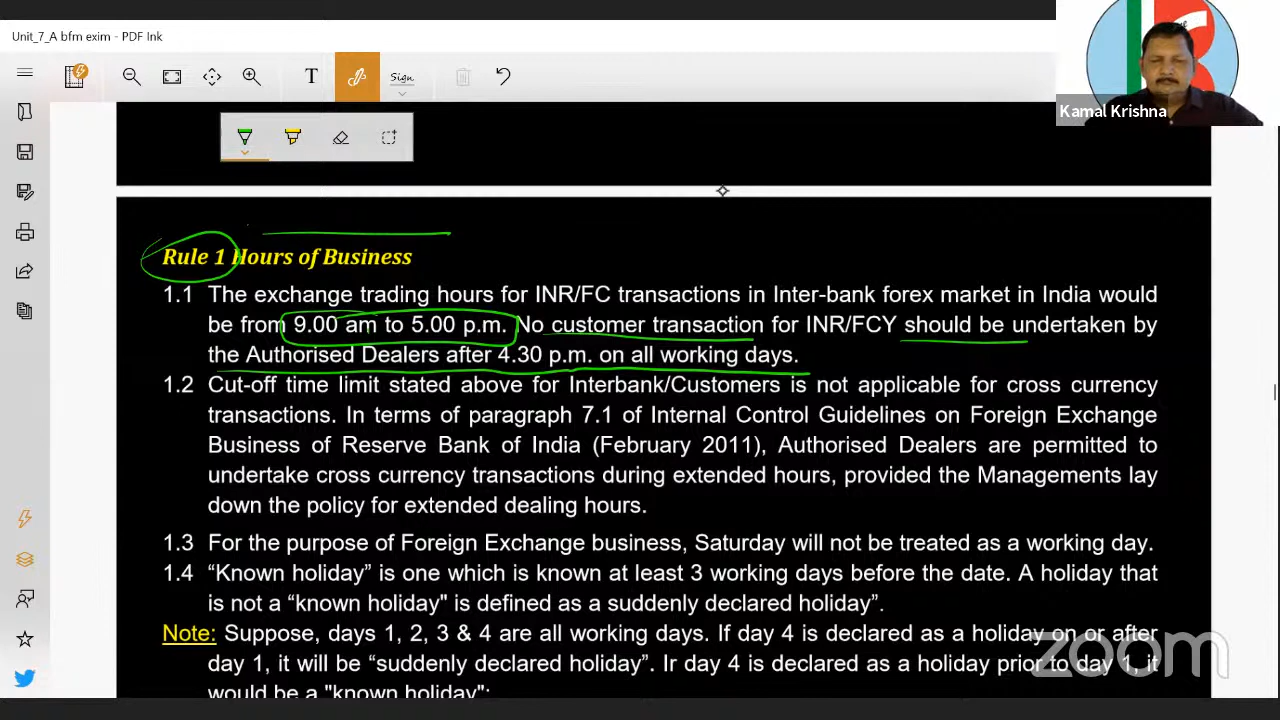 Unit_7_A bfm exim - PDF Ink
T
Sign
Kamal Krishna
Rule 1 Hours of Business
1.1 The exchange trading hours for INR/FC transactions in Inter-bank forex market in India would
be from 9.00 am to 5.00 p.m. No customer transaction for INR/FCY should be undertaken by
the Authorised Dealers after 4.30 p.m. on all working days.
1.2 Cut-off time limit stated above for Interbank/Customers is not applicable for cross currency
transactions. In terms of paragraph 7.1 of Internal Control Guidelines on Foreign Exchange
Business of Reserve Bank of India (February 2011), Authorised Dealers are permitted to
undertake cross currency transactions during extended hours, provided the Managements lay
down the policy for extended dealing hours.
1.3 For the purpose of Foreign Exchange business, Saturday will not be treated as a working day.
1.4 “Known holiday” is one which is known at least 3 working days before the date. A holiday that
is not a “known holiday" is defined as a suddenly declared holiday”.
Note: Suppose, days 1, 2, 3 & 4 are all working days. If day 4 is declared as a holiday on or after
day 1, it will be “suddenly declared holiday”. Ir day 4 is declared as a holiday prior to day 1, it
would be a "known holiday";
zoom